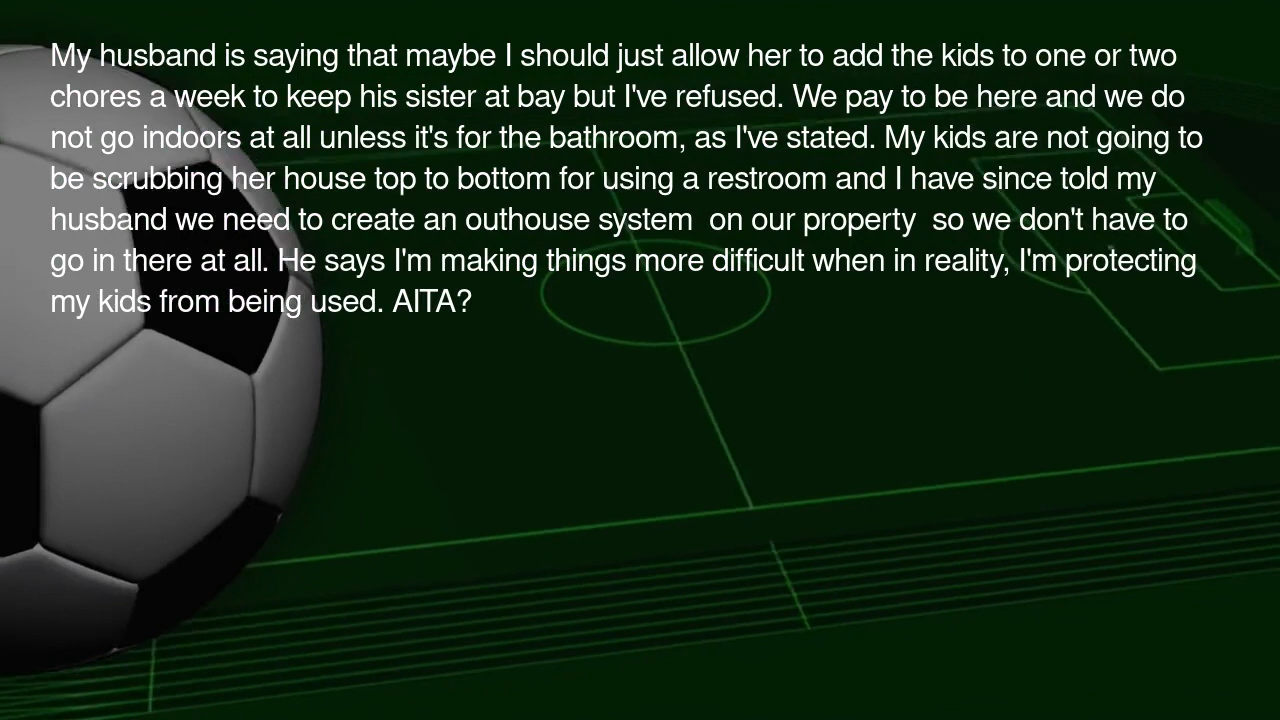 My husband is saying that maybe I should just allow her to add the kids to one or two
chores a week to keep his sister at bay but I've refused. We pay to be here and we do
not go indoors at all unless it's for the bathroom, as I've stated. My kids are not going to
be scrubbing her house top to bottom for using a restroom and I have since told my
husband we need to create an outhouse system  on our property  so we don't have to
go in there at all. He says I'm making things more difficult when in reality, I'm protecting
my kids from being used. AITA?